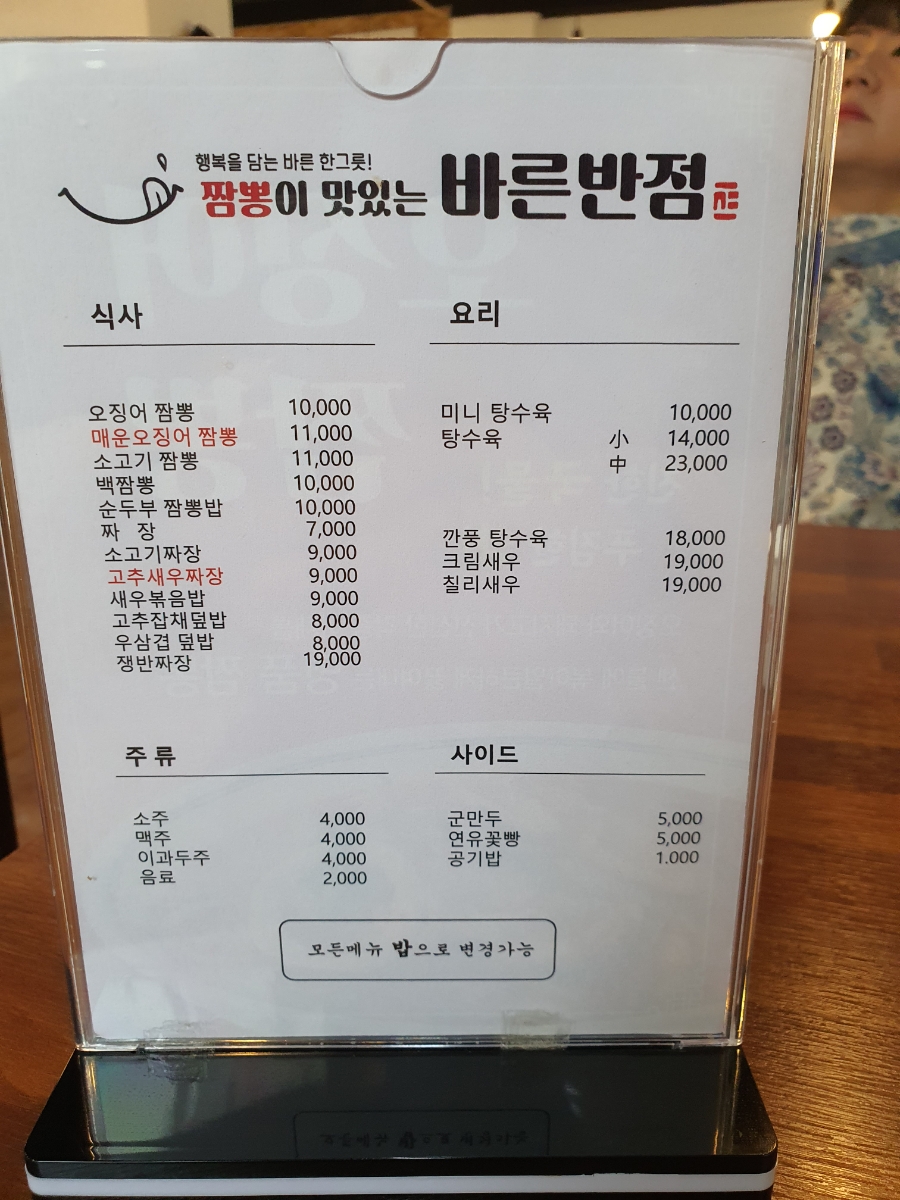 행복을 담는 바른 한그릇!
짬뽕이 맛있는 바른반점
식사
오징어 짬뽕 10,000
매운오징어 짬뽕 11,000
소고기 짬뽕 11,000
백짬뽕 10,000
순두부 짬뽕밥 10,000
짜 장 7,000
소고기짜장 9,000
고추새우짜장 9,000
새우볶음밥 9,000
고추잡채덮밥 8,000
우삼겹 덮밥 8,000
쟁반짜장 19,000
요리
미니 탕수육 10,000
탕수육 小 14,000
中 23,000
깐풍 탕수육 18,000
크림새우 19,000
칠리새우 19,000
주 류
소주 4,000
맥주 4,000
이과두주 4,000
음료 2,000
사이드
군만두 5,000
연유꽃빵 5,000
공기밥 1.000
모든메뉴 밥으로 변경가능